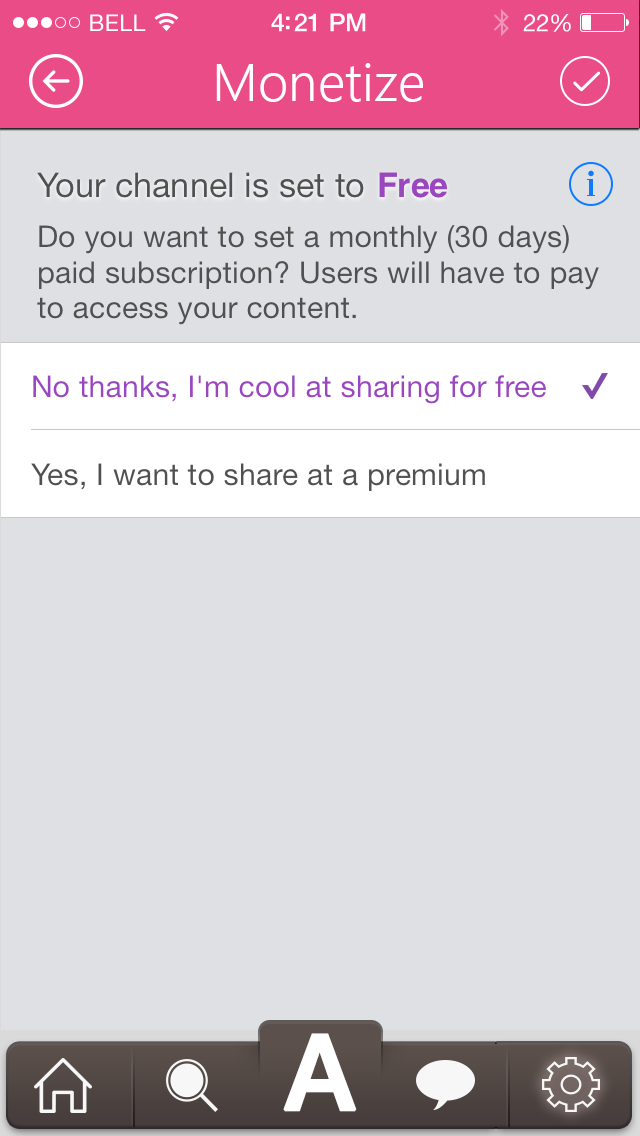 BELL 4:21 PM 22%
Monetize
Your channel is set to Free i
Do you want to set a monthly (30 days)
paid subscription? Users will have to pay
to access your content.
No thanks, I'm cool at sharing for free
Yes, I want to share at a premium
A